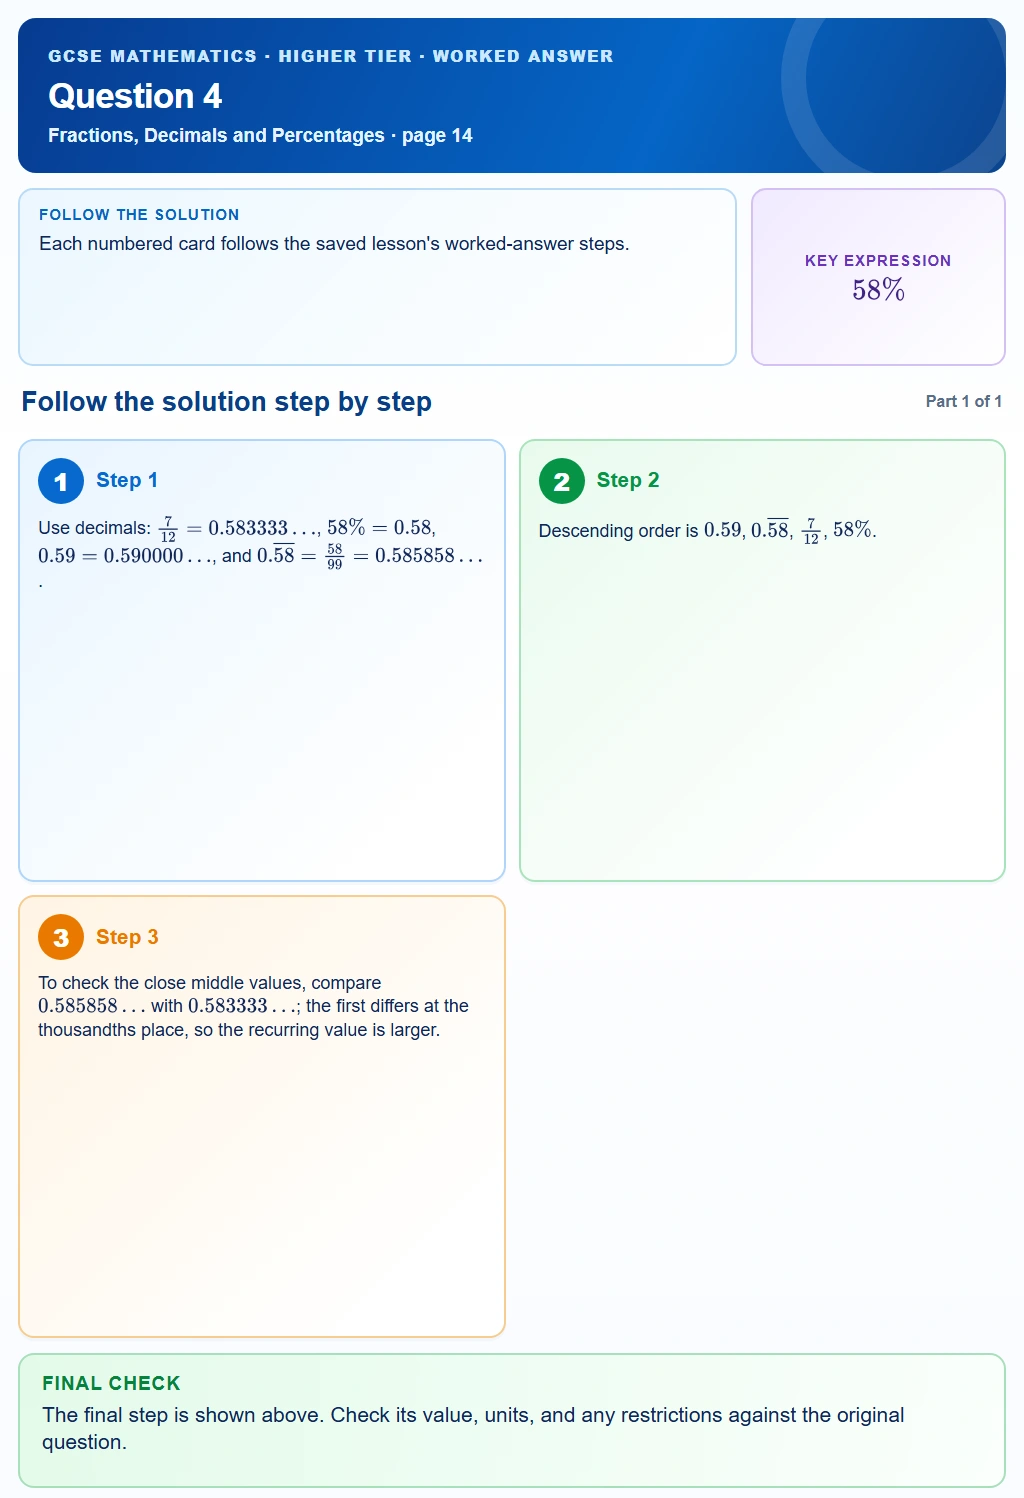 GCSE MATHEMATICS · HIGHER TIER · WORKED ANSWER
Question 4
Fractions, Decimals and Percentages · page 14
FOLLOW THE SOLUTION
Each numbered card follows the saved lesson's worked-answer steps.
KEY EXPRESSION
58%
Follow the solution step by step
Part 1 of 1
1 Step 1
Use decimals: 7/12 = 0.583333…, 58% = 0.58,
0.59 = 0.590000…, and 0.5̅8̅ = 58/99 = 0.585858…
.
2 Step 2
Descending order is 0.59, 0.5̅8̅, 7/12, 58%.
3 Step 3
To check the close middle values, compare
0.585858… with 0.583333…; the first differs at the
thousandths place, so the recurring value is larger.
FINAL CHECK
The final step is shown above. Check its value, units, and any restrictions against the original
question.